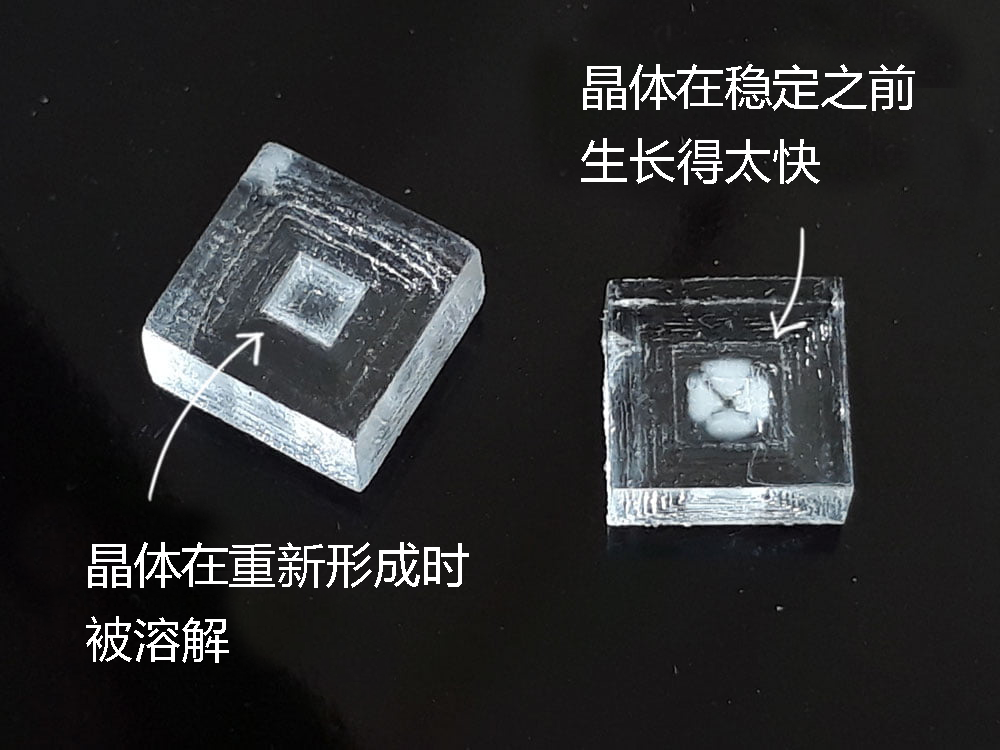 晶体在稳定之前
生长得太快
晶体在重新形成时
被溶解